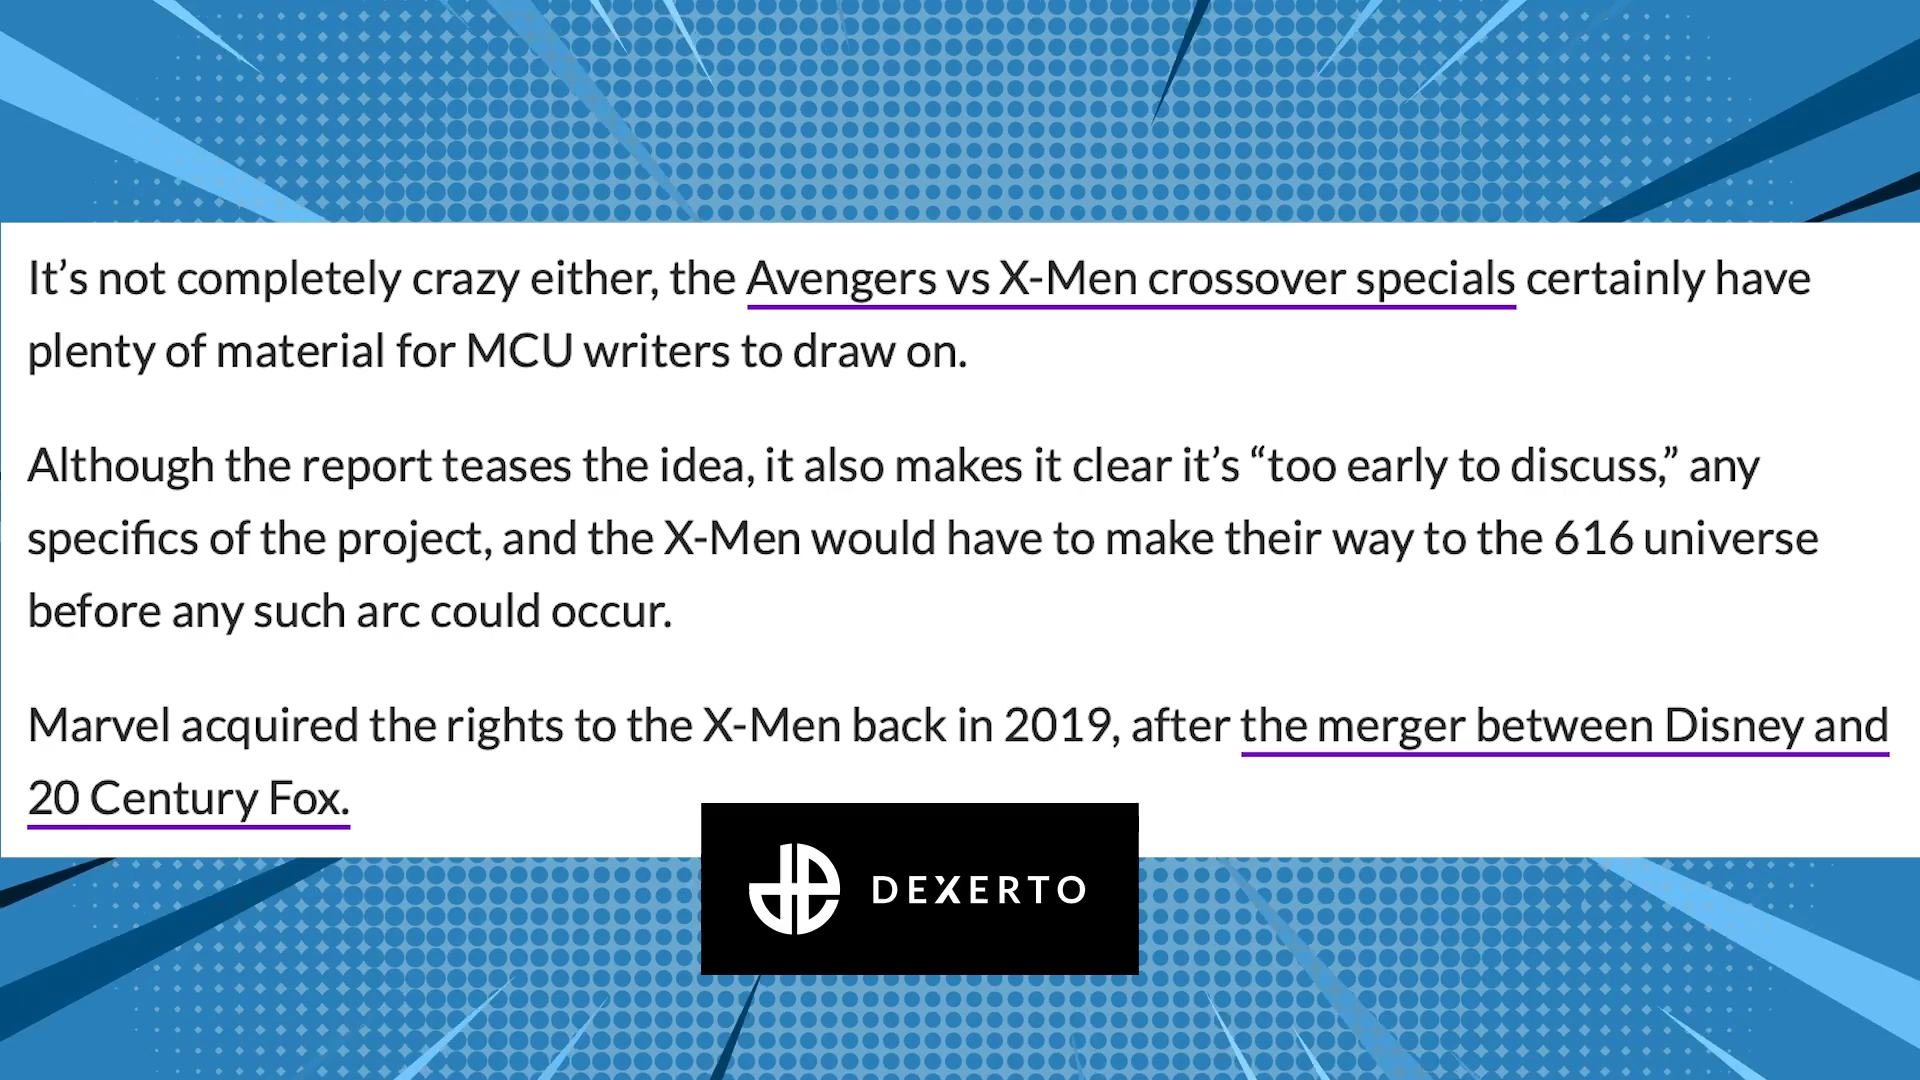 It’s not completely crazy either, the Avengers vs X-Men crossover specials certainly have
plenty of material for MCU writers to draw on.
Although the report teases the idea, it also makes it clear it’s “too early to discuss,” any
specifics of the project, and the X-Men would have to make their way to the 616 universe
before any such arc could occur.
Marvel acquired the rights to the X-Men back in 2019, after the merger between Disney and
20 Century Fox.
DEXERTO